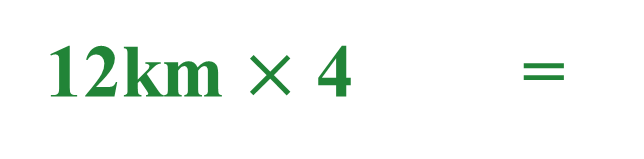 12km × 4 =